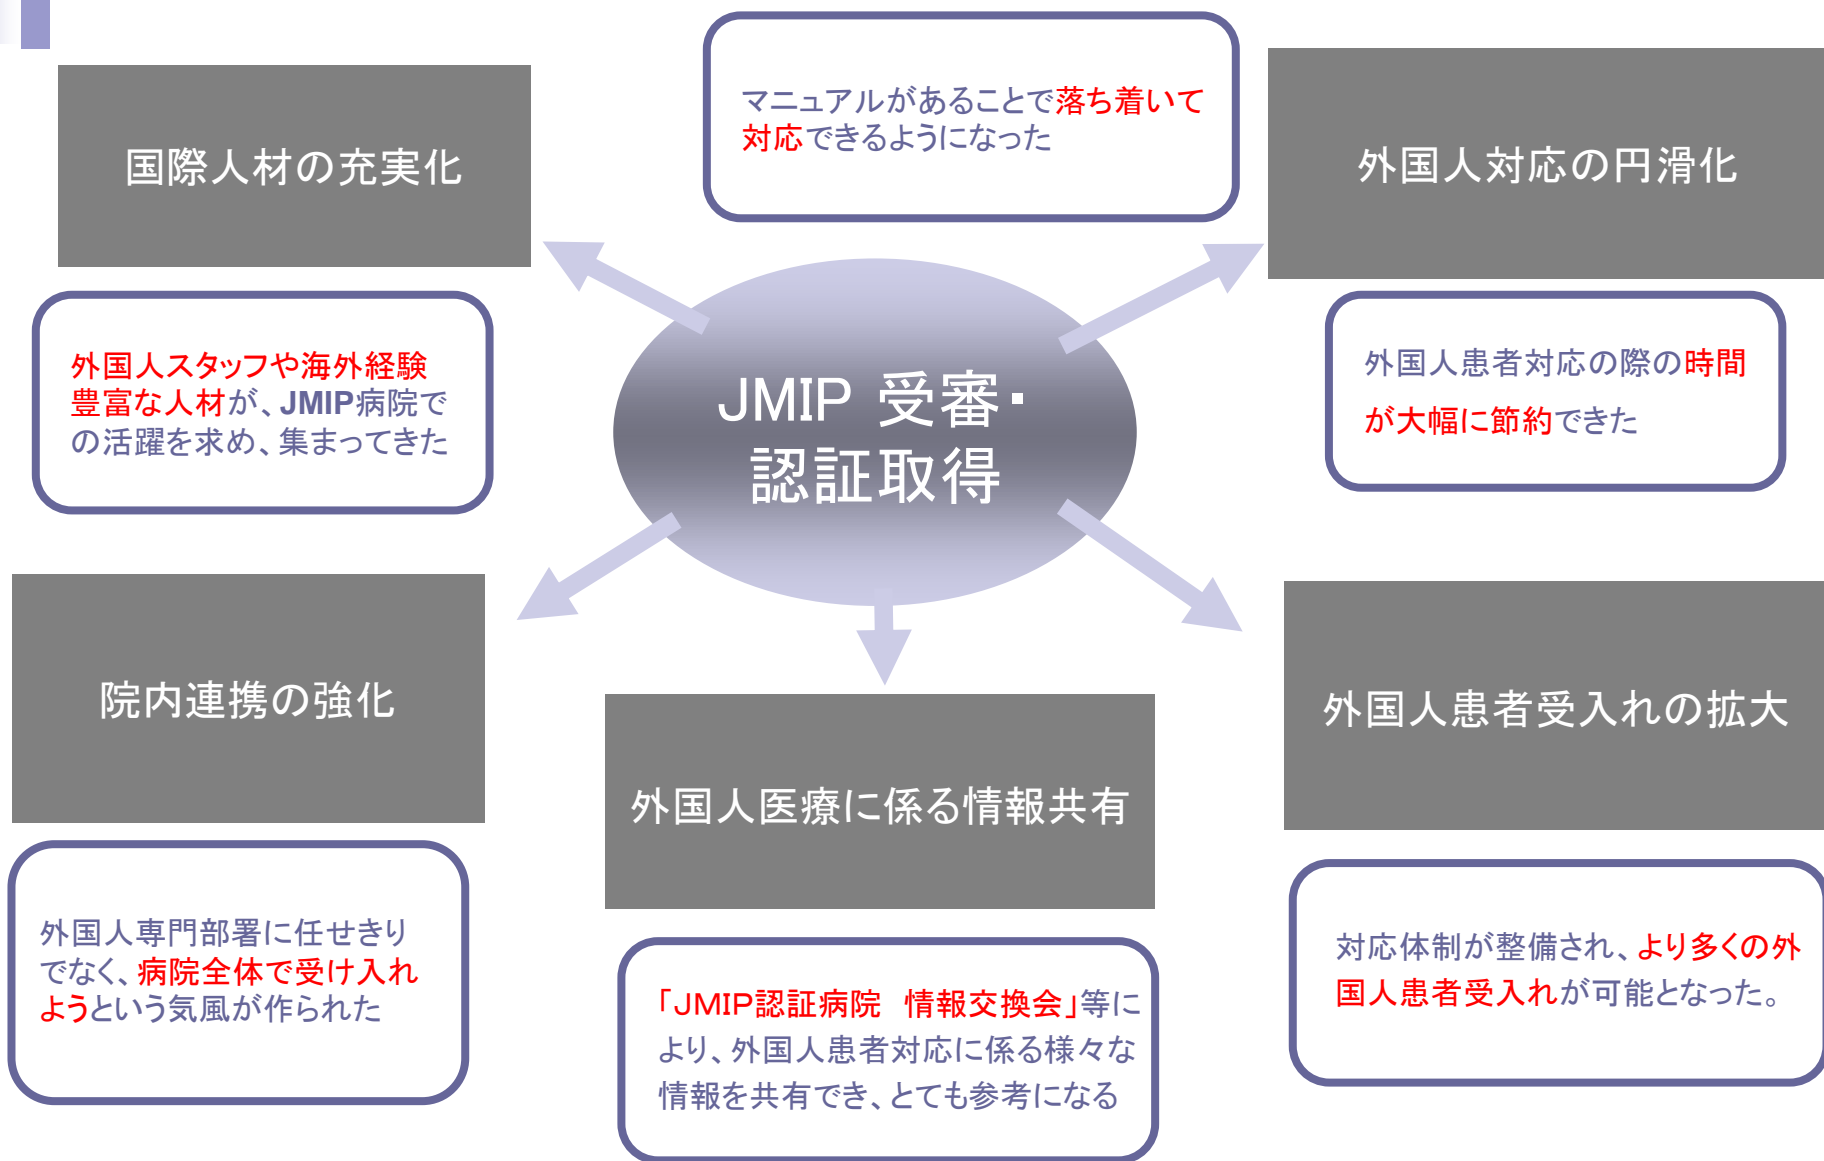 マニュアルがあることで落ち着いて
対応できるようになった
国際人材の充実化
外国人対応の円滑化
外国人スタッフや海外経験
豊富な人材が、JMIP病院で
の活躍を求め、集まってきた
JMIP 受審・
認証取得
外国人患者対応の際の時間
が大幅に節約できた
院内連携の強化
外国人医療に係る情報共有
外国人患者受入れの拡大
外国人専門部署に任せきり
でなく、病院全体で受け入れ
ようという気風が作られた
「JMIP認証病院　情報交換会」等に
より、外国人患者対応に係る様々な
情報を共有でき、とても参考になる
対応体制が整備され、より多くの外
国人患者受入れが可能となった。